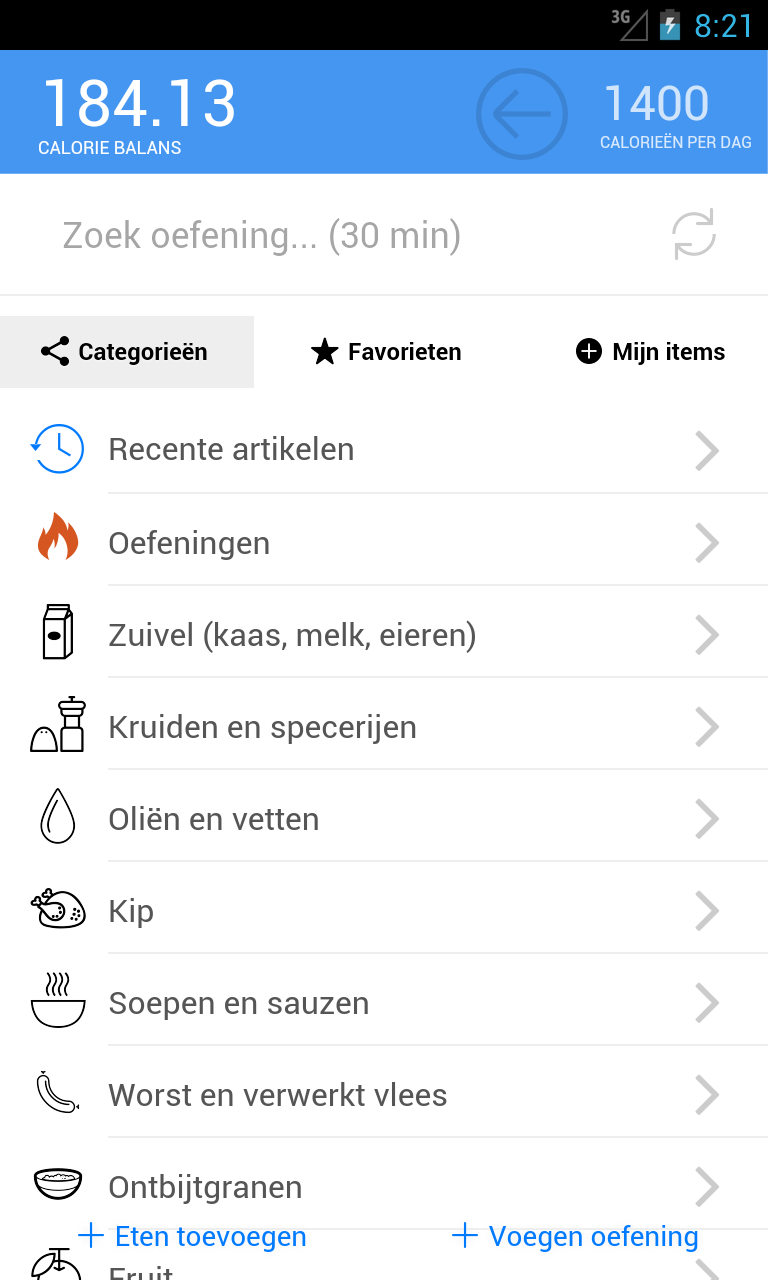 3G 8:21
184.13
CALORIE BALANS
1400
CALORIEËN PER DAG
Zoek oefening... (30 min)
Categorieën Favorieten Mijn items
Recente artikelen
Oefeningen
Zuivel (kaas, melk, eieren)
Kruiden en specerijen
Oliën en vetten
Kip
Soepen en sauzen
Worst en verwerkt vlees
Ontbijtgranen
Eten toevoegen Voegen oefening
Fruit